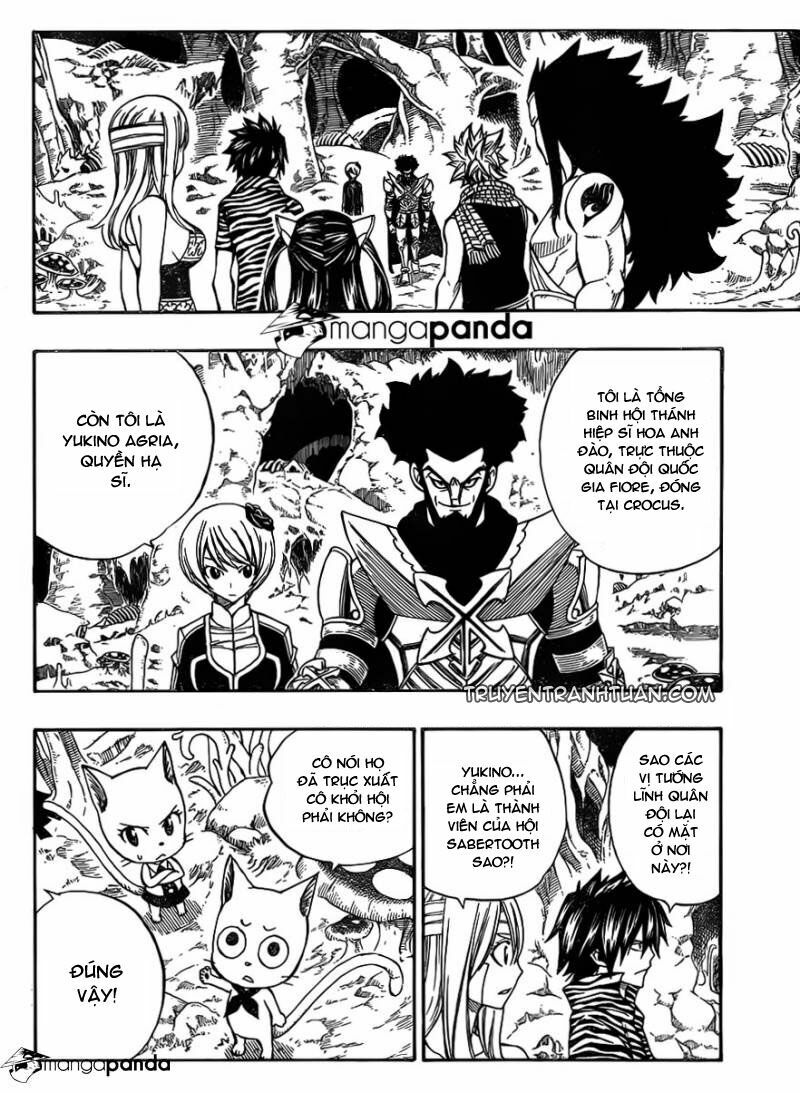 mangapanda
TÔI LÀ TỔNG
BINH HỘI THÁNH
HIỆP SĨ HOA ANH
ĐÀO, TRỰC THUỘC
QUÂN ĐỘI QUỐC
GIA FIORE, ĐÓNG
TẠI CROCUS.
CÒN TÔI LÀ
YUKINO AGRIA,
QUYỀN HẠ
SĨ.
TRUYENTRANHTUAN.COM
SAO CÁC
VỊ TƯỚNG
LĨNH QUÂN
ĐỘI LẠI
CÓ MẶT
Ở NƠI
NÀY?!
YUKINO...
CHẲNG PHẢI
EM LÀ THÀNH
VIÊN CỦA HỘI
SABERTOOTH
SAO?!
CÔ NÓI HỌ
ĐÃ TRỤC XUẤT
CÔ KHỎI HỘI
PHẢI KHÔNG?
ĐÚNG
VẬY!
mangapanda